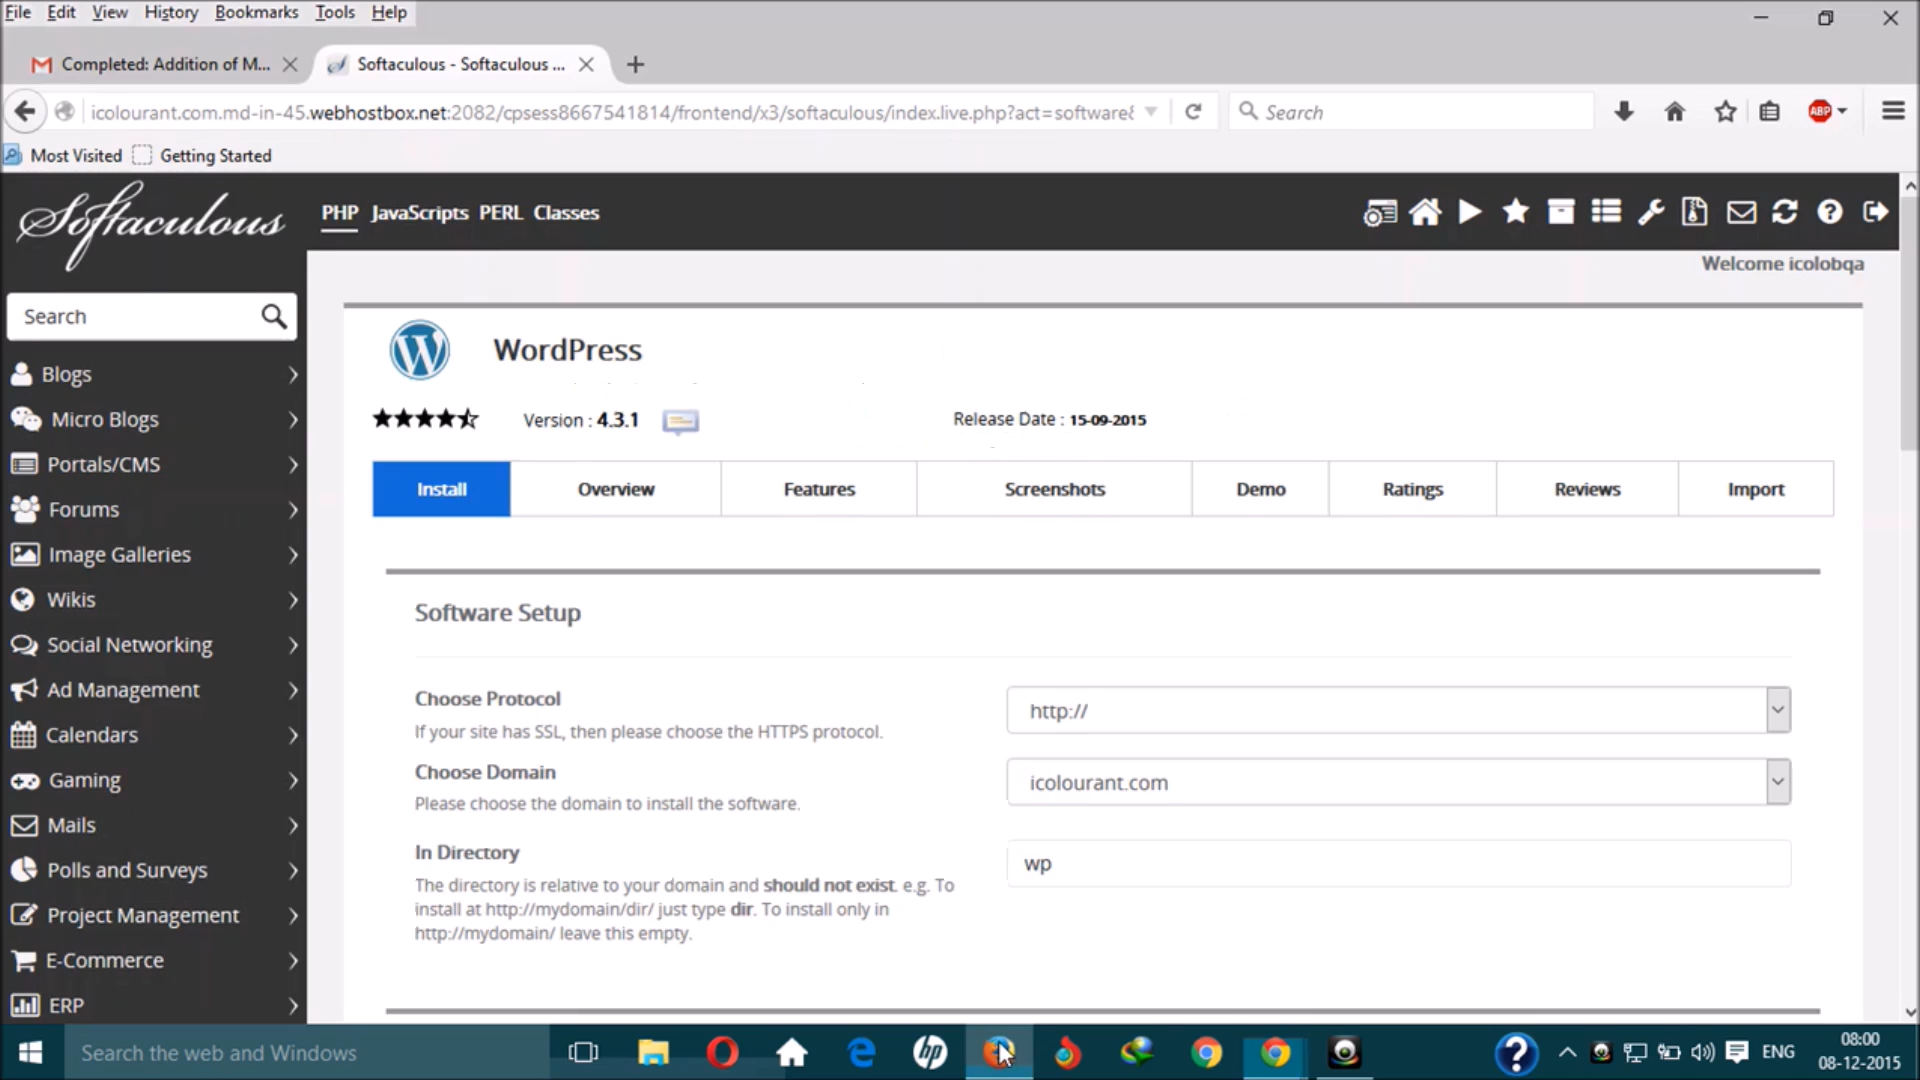 File Edit View History Bookmarks Tools Help
Completed: Addition of M...
Softaculous - Softaculous ...
icolourant.com.md-in-45.webhostbox.net:2082/cpsess8667541814/frontend/x3/softaculous/index.live.php?act=software&
Search
ABP
Most Visited
Getting Started
Softaculous
PHP JavaScripts PERL Classes
Welcome icolobqa
Search
Blogs
Micro Blogs
Portals/CMS
Forums
Image Galleries
Wikis
Social Networking
Ad Management
Calendars
Gaming
Mails
Polls and Surveys
Project Management
E-Commerce
ERP
WordPress
Version : 4.3.1
Release Date : 15-09-2015
Install
Overview
Features
Screenshots
Demo
Ratings
Reviews
Import
Software Setup
Choose Protocol
If your site has SSL, then please choose the HTTPS protocol.
http://
Choose Domain
Please choose the domain to install the software.
icolourant.com
In Directory
The directory is relative to your domain and should not exist. e.g. To
install at http://mydomain/dir/ just type dir. To install only in
http://mydomain/ leave this empty.
wp
Search the web and Windows
hp
ENG
08:00
08-12-2015